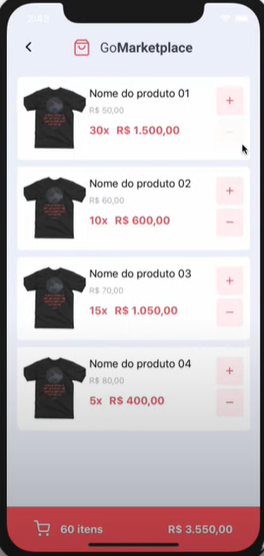 GoMarketplace
Nome do produto 01
R$ 50,00
30x R$ 1.500,00
+
−
Nome do produto 02
R$ 60,00
10x R$ 600,00
+
−
Nome do produto 03
R$ 70,00
15x R$ 1.050,00
+
−
Nome do produto 04
R$ 80,00
5x R$ 400,00
+
−
60 itens R$ 3.550,00